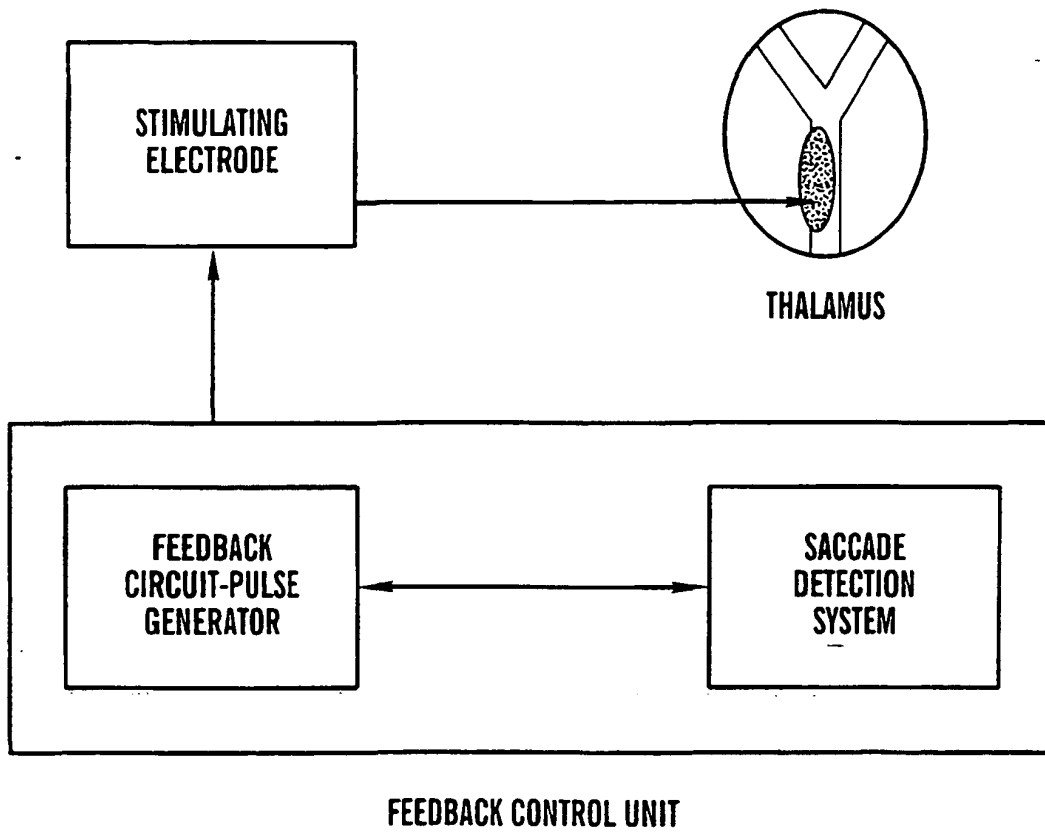 STIMULATING
ELECTRODE
THALAMUS
FEEDBACK
CIRCUIT-PULSE
GENERATOR
SACCADE
DETECTION
SYSTEM
FEEDBACK CONTROL UNIT